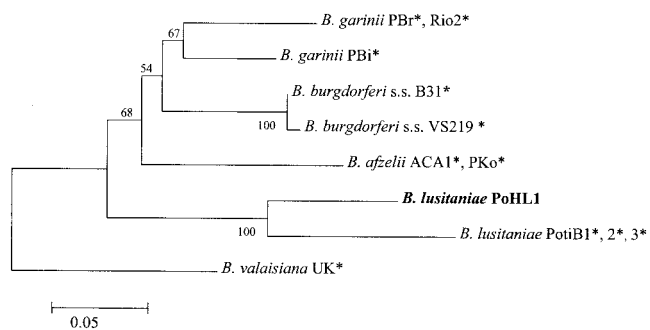 B. garinii PBr*, Rio2*
67
B. garinii PBi*
54
B. burgdorferi s.s. B31*
100
B. burgdorferi s.s. VS219 *
68
B. afzelii ACA1*, PKo*
B. lusitaniae PoHL1
100
B. lusitaniae PotiB1*, 2*, 3*
B. valaisiana UK*
0.05